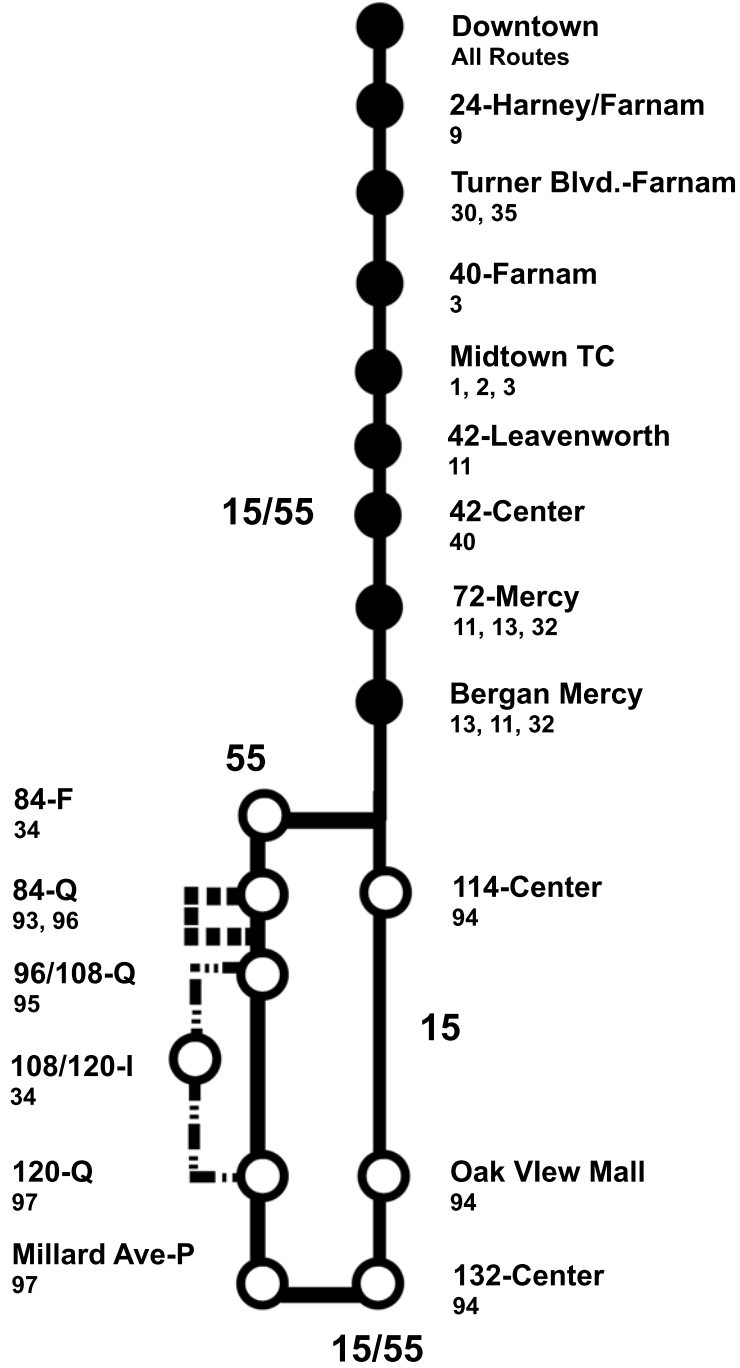 Downtown
All Routes
24-Harney/Farnam
9
Turner Blvd.-Farnam
30, 35
40-Farnam
3
Midtown TC
1, 2, 3
42-Leavenworth
11
15/55
42-Center
40
72-Mercy
11, 13, 32
Bergan Mercy
13, 11, 32
55
84-F
34
84-Q
93, 96
114-Center
94
96/108-Q
95
15
108/120-I
34
120-Q
97
Oak VIew Mall
94
Millard Ave-P
97
132-Center
94
15/55